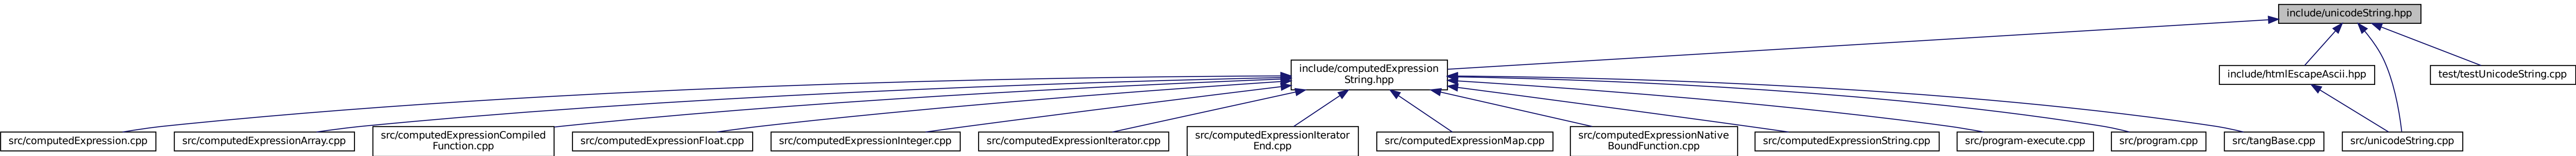 include/unicodeString.hpp
include/computedExpression
String.hpp
include/htmlEscapeAscii.hpp
test/testUnicodeString.cpp
src/computedExpression.cpp
src/computedExpressionArray.cpp
src/computedExpressionCompiled
Function.cpp
src/computedExpressionFloat.cpp
src/computedExpressionInteger.cpp
src/computedExpressionIterator.cpp
src/computedExpressionIterator
End.cpp
src/computedExpressionMap.cpp
src/computedExpressionNative
BoundFunction.cpp
src/computedExpressionString.cpp
src/program-execute.cpp
src/program.cpp
src/tangBase.cpp
src/unicodeString.cpp